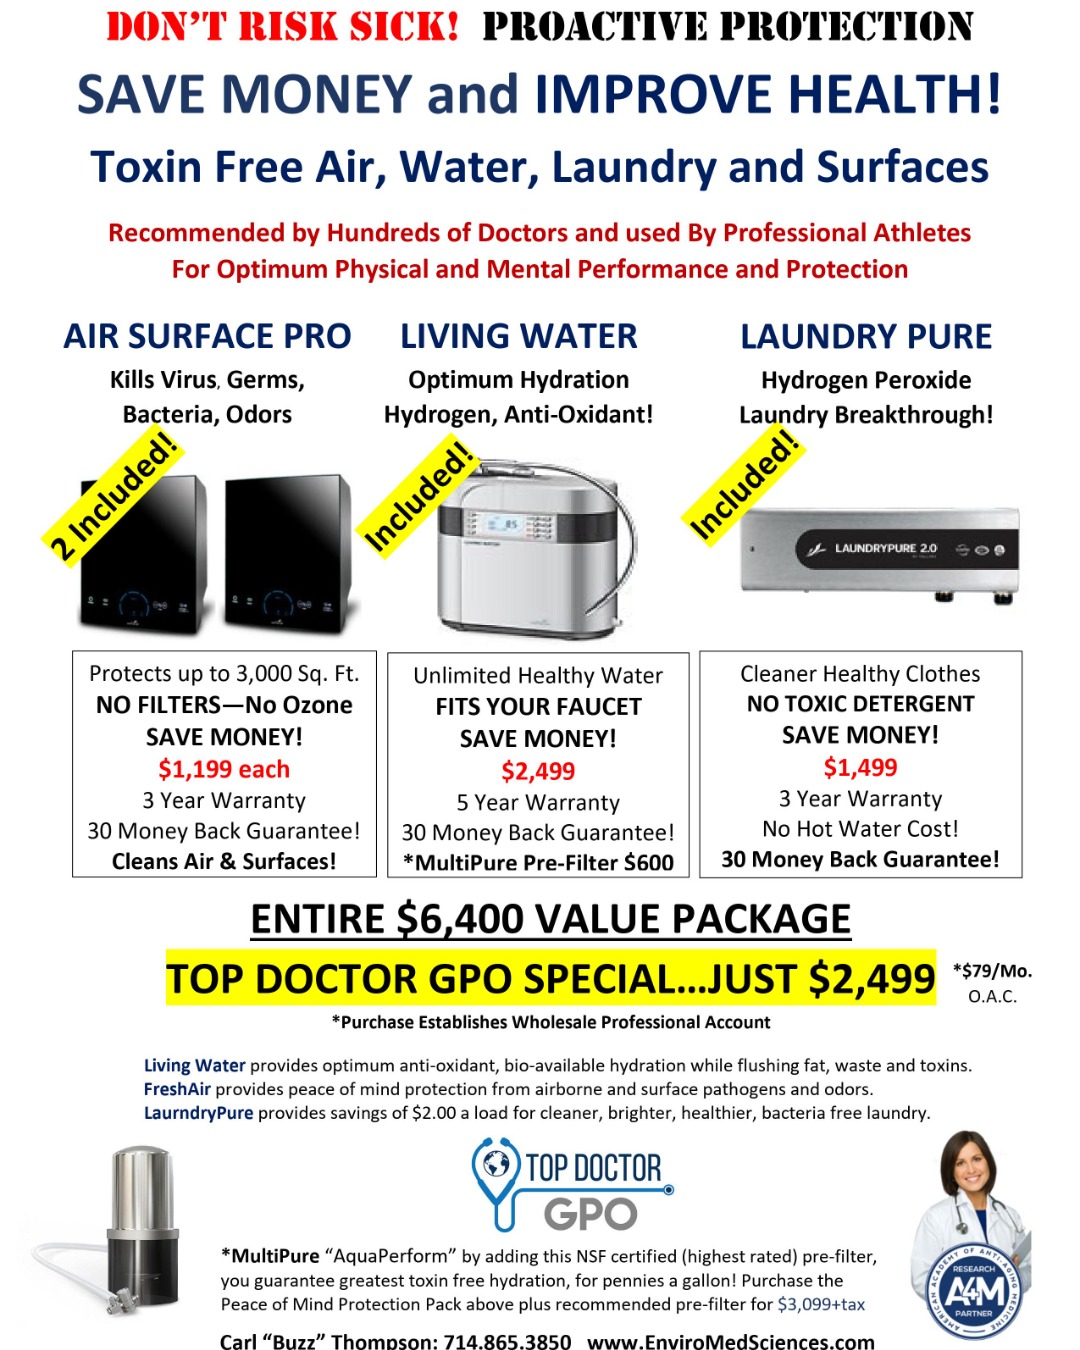 DON'T RISK SICK! PROACTIVE PROTECTION
SAVE MONEY and IMPROVE HEALTH!
Toxin Free Air, Water, Laundry and Surfaces
Recommended by Hundreds of Doctors and used By Professional Athletes
For Optimum Physical and Mental Performance and Protection
AIR SURFACE PRO
Kills Virus, Germs,
Bacteria, Odors
2 Included!
Protects up to 3,000 Sq. Ft.
NO FILTERS—No Ozone
SAVE MONEY!
$1,199 each
3 Year Warranty
30 Money Back Guarantee!
Cleans Air & Surfaces!
LIVING WATER
Optimum Hydration
Hydrogen, Anti-Oxidant!
Included!
8.5
Unlimited Healthy Water
FITS YOUR FAUCET
SAVE MONEY!
$2,499
5 Year Warranty
30 Money Back Guarantee!
*MultiPure Pre-Filter $600
LAUNDRY PURE
Hydrogen Peroxide
Laundry Breakthrough!
Included!
LAUNDRYPURE 2.0
Cleaner Healthy Clothes
NO TOXIC DETERGENT
SAVE MONEY!
$1,499
3 Year Warranty
No Hot Water Cost!
30 Money Back Guarantee!
ENTIRE $6,400 VALUE PACKAGE
TOP DOCTOR GPO SPECIAL...JUST $2,499
*$79/Mo.
O.A.C.
*Purchase Establishes Wholesale Professional Account
Living Water provides optimum anti-oxidant, bio-available hydration while flushing fat, waste and toxins.
FreshAir provides peace of mind protection from airborne and surface pathogens and odors.
LaurndryPure provides savings of $2.00 a load for cleaner, brighter, healthier, bacteria free laundry.
TOP DOCTOR
GPO
*MultiPure "AquaPerform" by adding this NSF certified (highest rated) pre-filter,
you guarantee greatest toxin free hydration, for pennies a gallon! Purchase the
Peace of Mind Protection Pack above plus recommended pre-filter for $3,099+tax
AMERICAN ACADEMY OF ANTI-AGING MEDICINE
RESEARCH
A4M
PARTNER
Carl "Buzz" Thompson: 714.865.3850 www.EnviroMedSciences.com